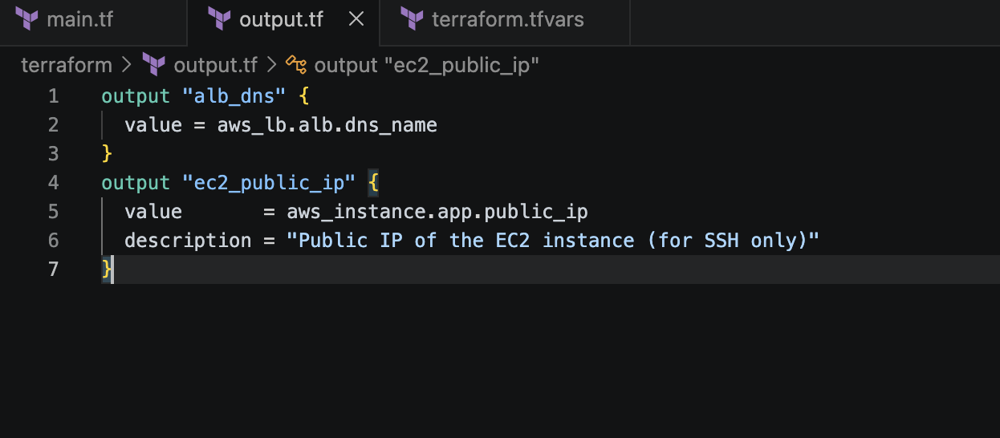 main.tf output.tf terraform.tfvars
terraform > output.tf > output "ec2_public_ip"
1 output "alb_dns" {
2   value = aws_lb.alb.dns_name
3 }
4 output "ec2_public_ip" {
5   value       = aws_instance.app.public_ip
6   description = "Public IP of the EC2 instance (for SSH only)"
7 }